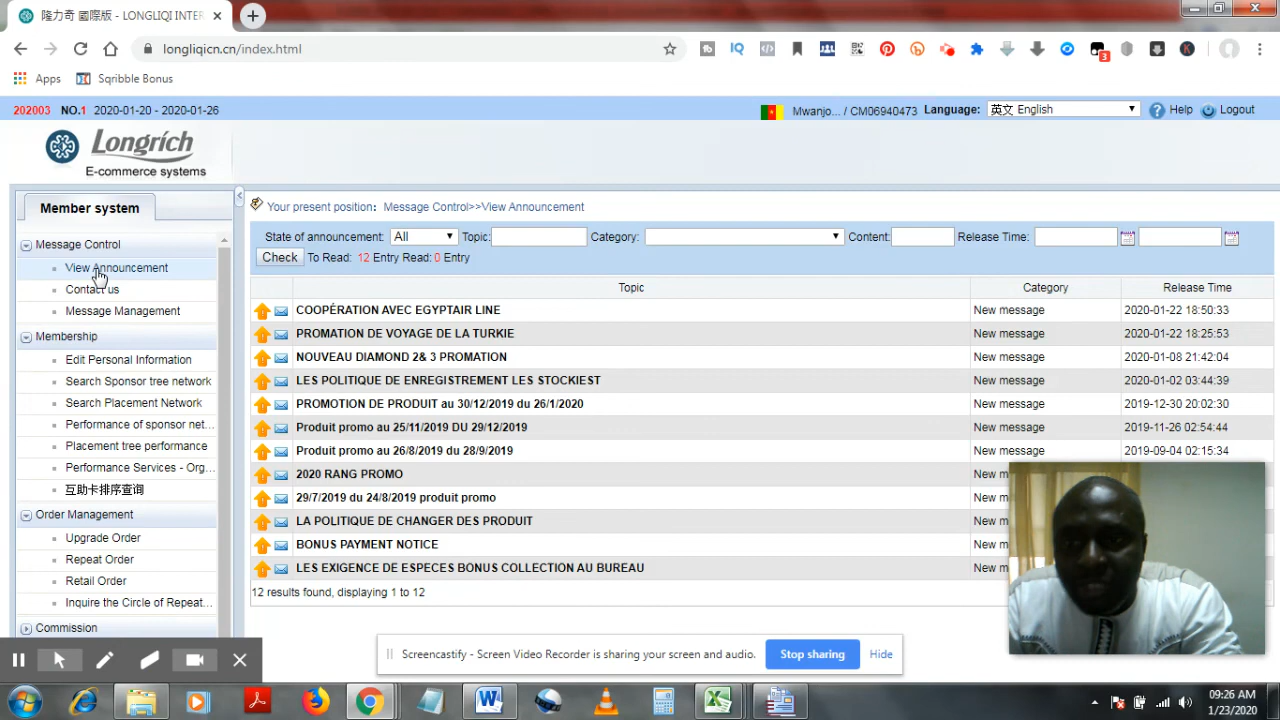 隆力奇 國際版 - LONGLIQI INTER
longliqicn.cn/index.html
3
Apps Sqribble Bonus
202003 NO.1 2020-01-20 - 2020-01-26 Mwanjo... / CM06940473 Language: 英文 English Help Logout
Longrich
E-commerce systems
Member system
Message Control
View Announcement
Contact us
Message Management
Membership
Edit Personal Information
Search Sponsor tree network
Search Placement Network
Performance of sponsor net...
Placement tree performance
Performance Services - Org...
互助卡排序查询
Order Management
Upgrade Order
Repeat Order
Retail Order
Inquire the Circle of Repeat...
Commission
Your present position: Message Control>>View Announcement
State of announcement: All Topic: Category: Content: Release Time:
Check To Read: 12 Entry Read: 0 Entry
Topic Category Release Time
COOPÉRATION AVEC EGYPTAIR LINE New message 2020-01-22 18:50:33
PROMATION DE VOYAGE DE LA TURKIE New message 2020-01-22 18:25:53
NOUVEAU DIAMOND 2& 3 PROMATION New message 2020-01-08 21:42:04
LES POLITIQUE DE ENREGISTREMENT LES STOCKIEST New message 2020-01-02 03:44:39
PROMOTION DE PRODUIT au 30/12/2019 du 26/1/2020 New message 2019-12-30 20:02:30
Produit promo au 25/11/2019 DU 29/12/2019 New message 2019-11-26 02:54:44
Produit promo au 26/8/2019 du 28/9/2019 New message 2019-09-04 02:15:34
2020 RANG PROMO New m
29/7/2019 du 24/8/2019 produit promo New m
LA POLITIQUE DE CHANGER DES PRODUIT New m
BONUS PAYMENT NOTICE New m
LES EXIGENCE DE ESPECES BONUS COLLECTION AU BUREAU New m
12 results found, displaying 1 to 12
Screencastify - Screen Video Recorder is sharing your screen and audio. Stop sharing Hide
09:26 AM
1/23/2020